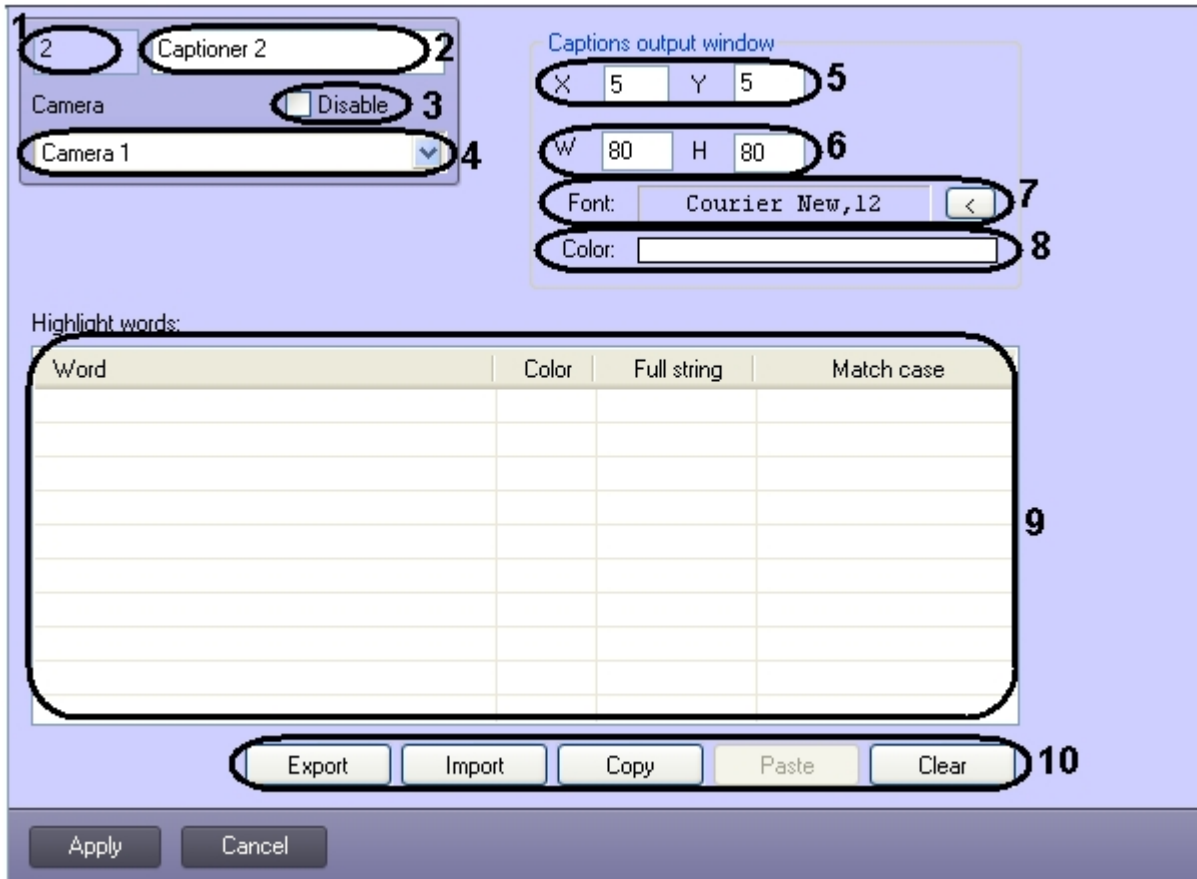 1 2 Captioner 2 2
Camera Disable 3
Camera 1 4
Captions output window
X 5 Y 5 5
W 80 H 80 6
Font: Courier New,12 < 7
Color: 8
Highlight words:
Word Color Full string Match case
9
Export Import Copy Paste Clear 10
Apply Cancel